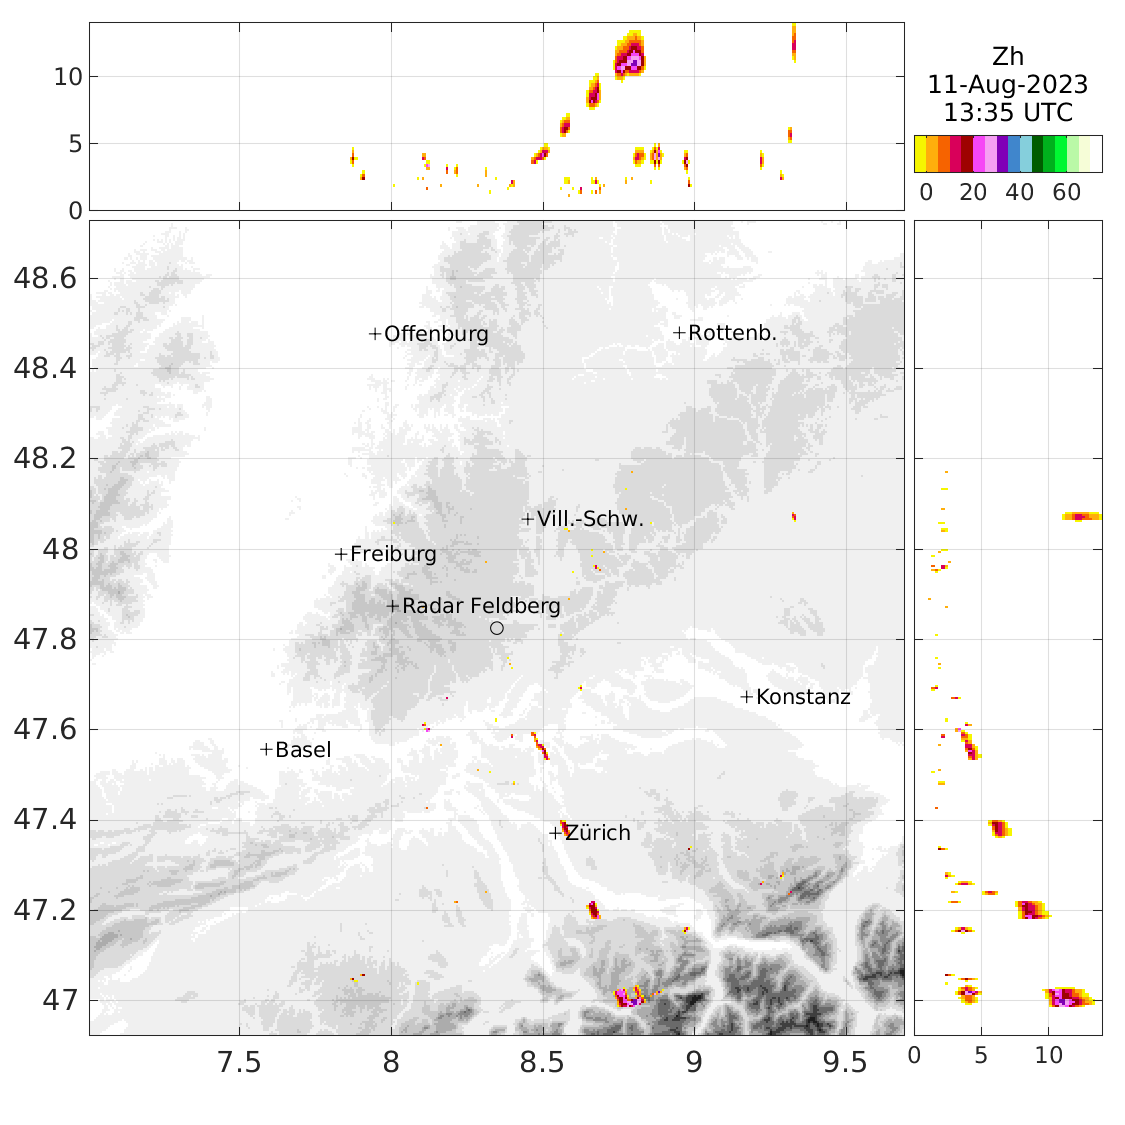 10
5
0
Zh
11-Aug-2023
13:35 UTC
0 20 40 60
48.6
48.4
48.2
48
47.8
47.6
47.4
47.2
47
+Offenburg
+Rottenb.
+Vill.-Schw.
+Freiburg
+Radar Feldberg
+Konstanz
+Basel
+Zürich
7.5 8 8.5 9 9.5
0 5 10